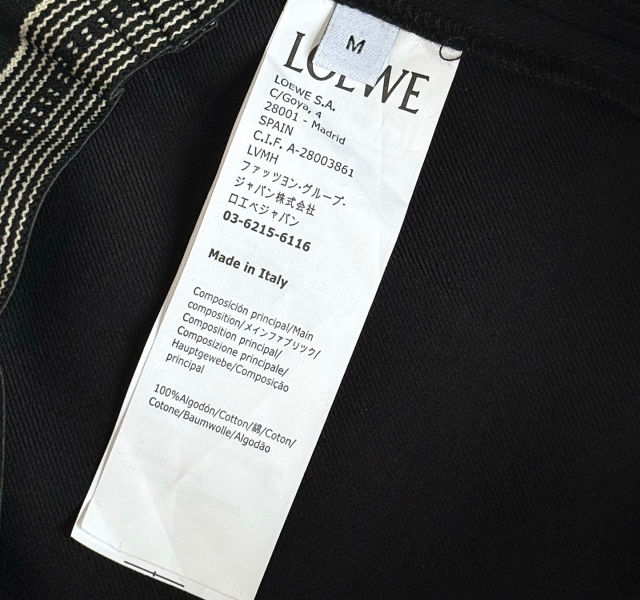 M
LOEWE
LOEWE S.A.
C/Goya, 4
28001 - Madrid
SPAIN
C.I.F. A-28003861
LVMH
ファッツヨン・グループ・
ジャパン株式会社
ロエベジャパン
03-6215-6116
Made in Italy
Composición principal/Main
composition/メインファブリック/
Composition principal/
Composizione principale/
Hauptgewebe/Composição
principal
100%Algodón/Cotton/綿/Coton/
Cotone/Baumwolle/Algodão